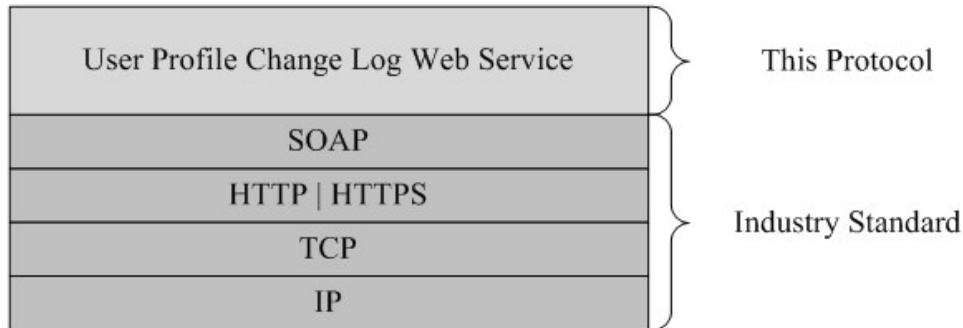 User Profile Change Log Web Service
This Protocol
SOAP
HTTP | HTTPS
TCP
IP
Industry Standard